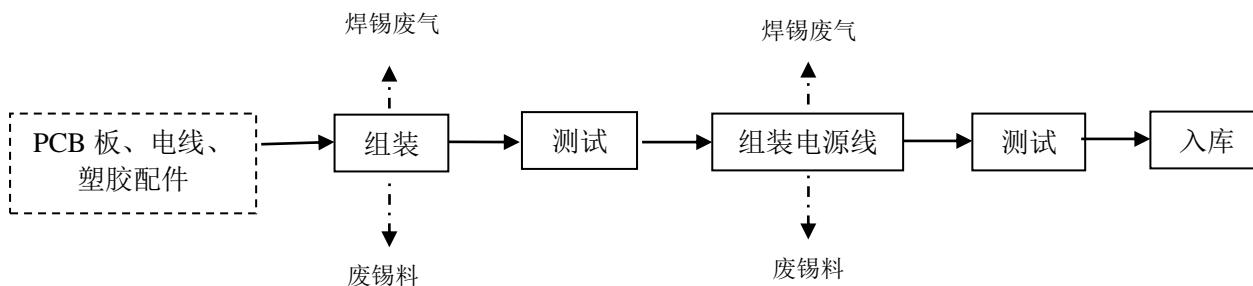 焊锡废气
焊锡废气
PCB 板、电线、
塑胶配件
组装
测试
组装电源线
测试
入库
废锡料
废锡料